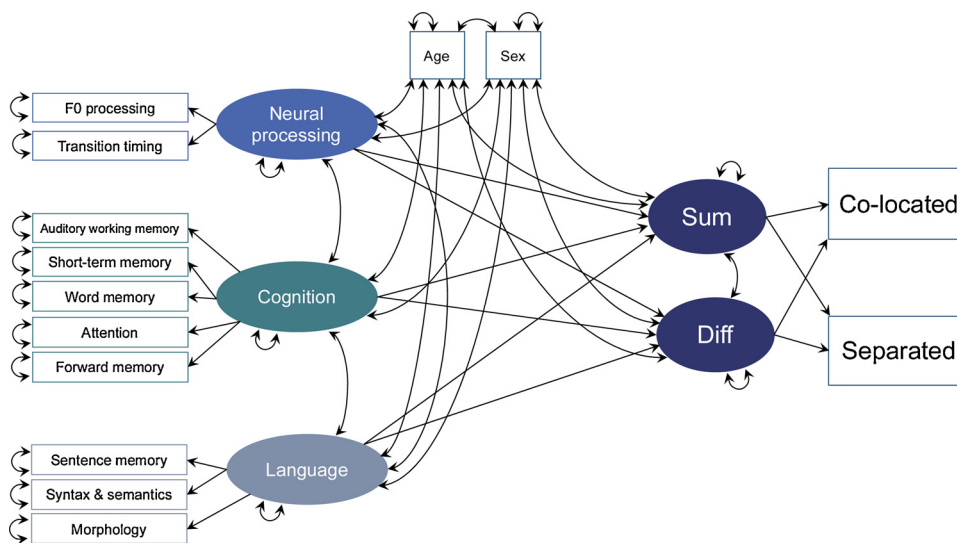 Age
Sex
F0 processing
Transition timing
Neural
processing
Auditory working memory
Short-term memory
Word memory
Attention
Forward memory
Cognition
Sentence memory
Syntax & semantics
Morphology
Language
Sum
Diff
Co-located
Separated